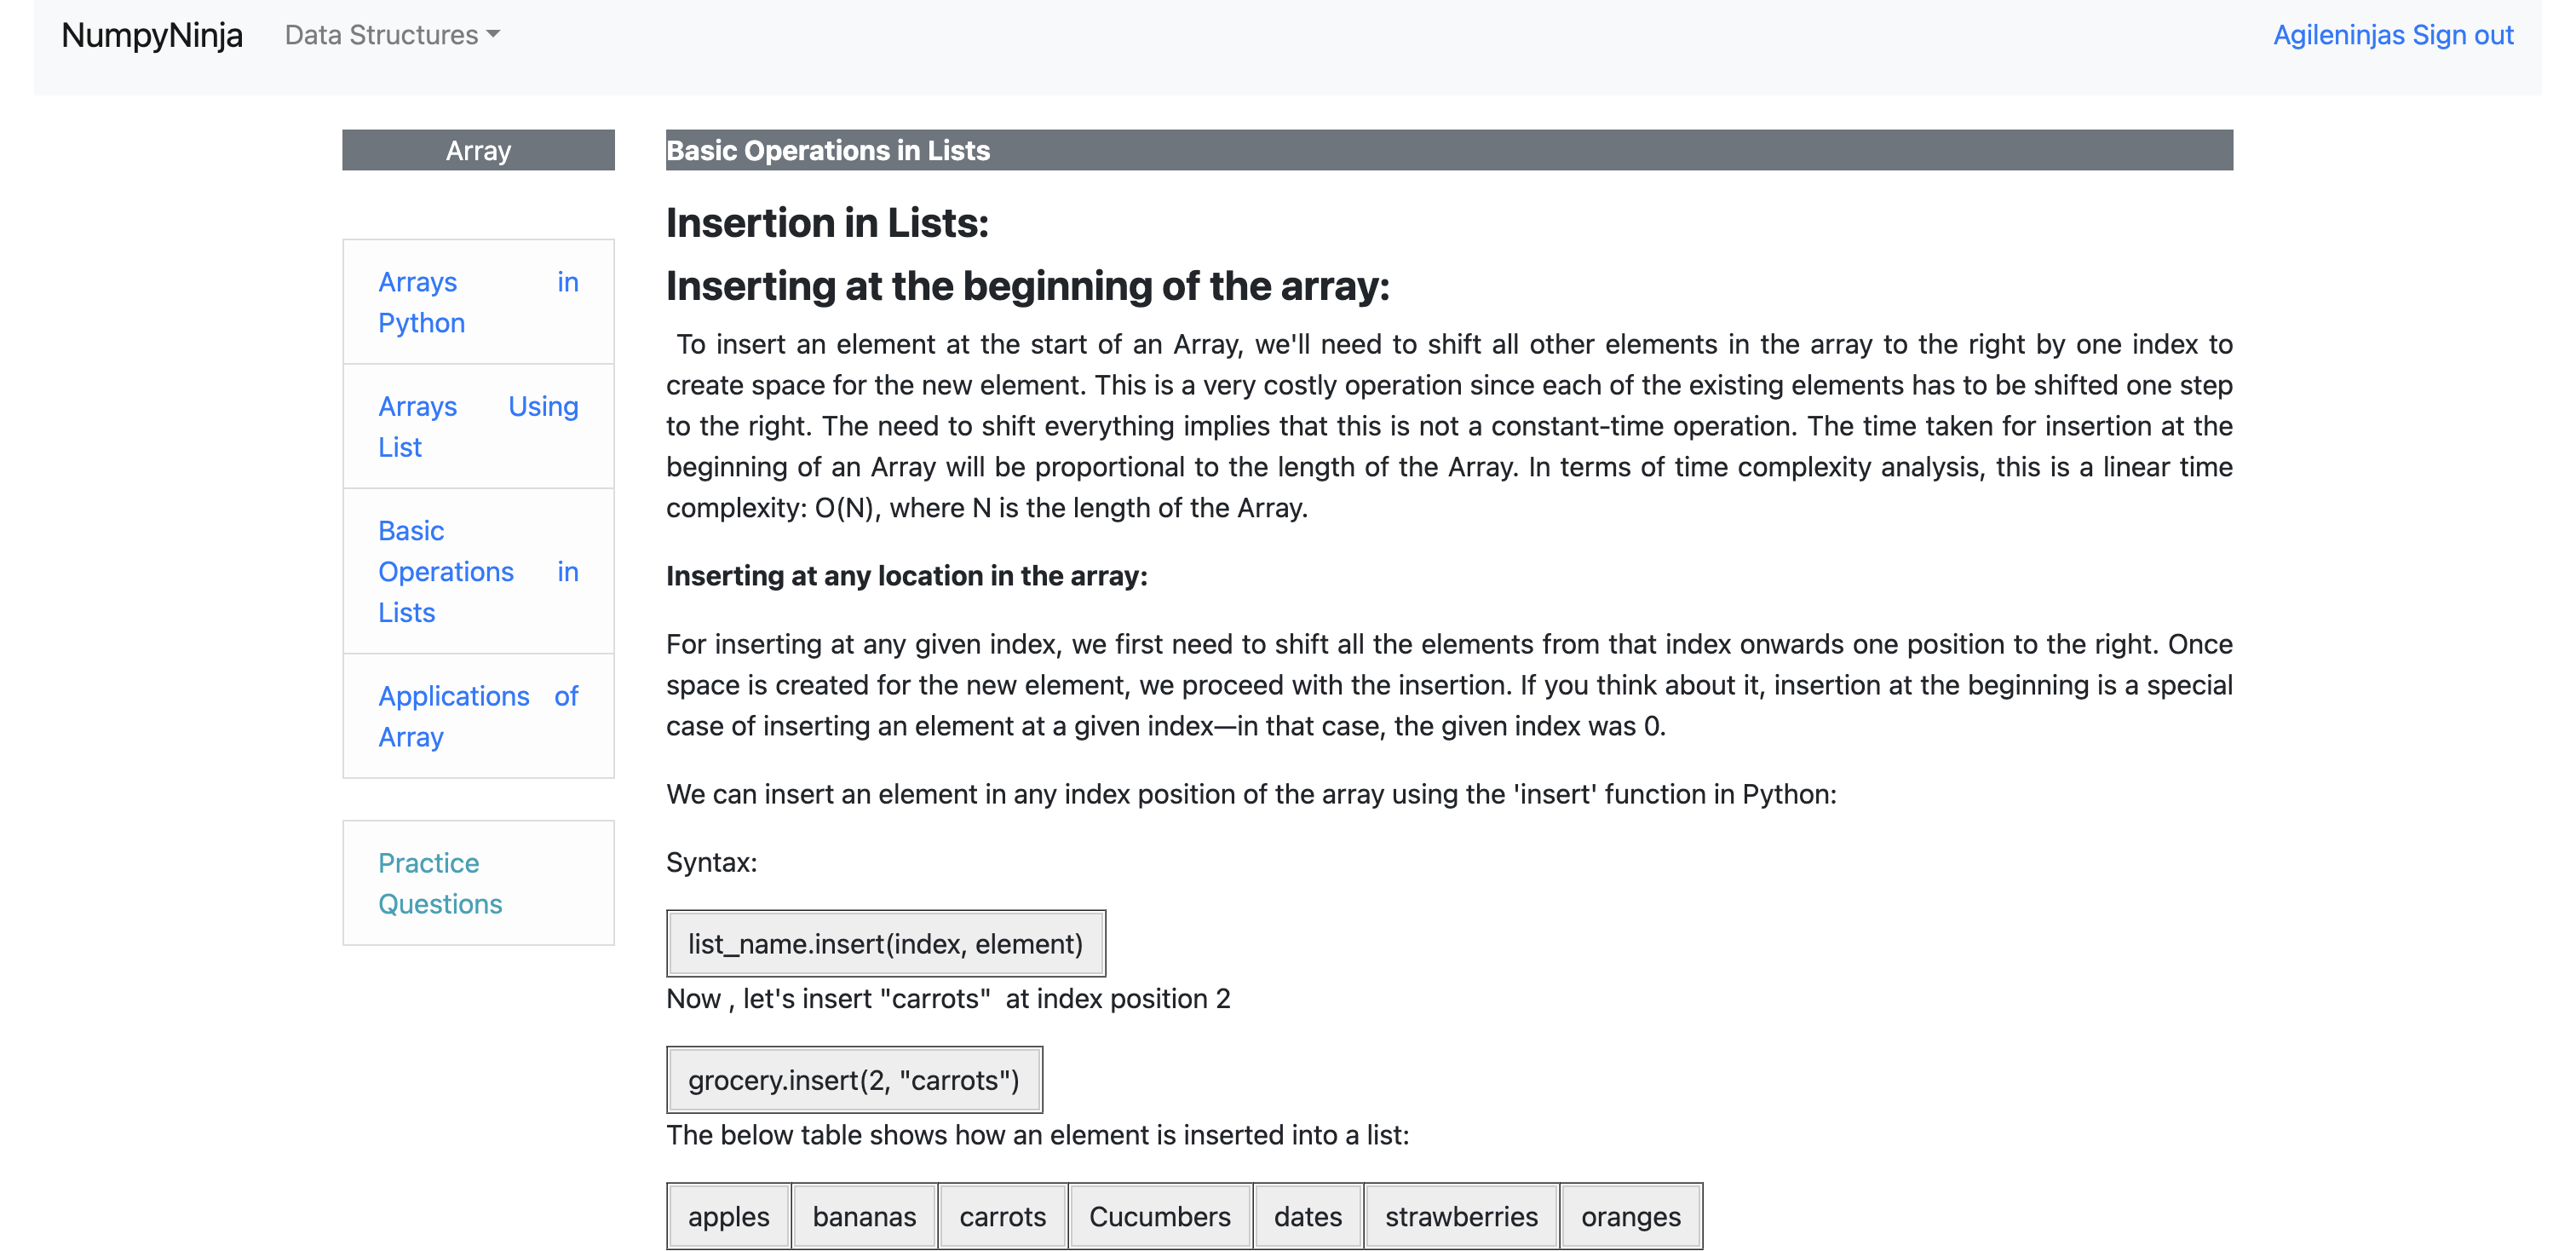 NumpyNinja Data Structures Agileninjas Sign out
Array
Arrays in
Python
Arrays Using
List
Basic
Operations in
Lists
Applications of
Array
Practice
Questions
Basic Operations in Lists
Insertion in Lists:
Inserting at the beginning of the array:
To insert an element at the start of an Array, we'll need to shift all other elements in the array to the right by one index to
create space for the new element. This is a very costly operation since each of the existing elements has to be shifted one step
to the right. The need to shift everything implies that this is not a constant-time operation. The time taken for insertion at the
beginning of an Array will be proportional to the length of the Array. In terms of time complexity analysis, this is a linear time
complexity: O(N), where N is the length of the Array.
Inserting at any location in the array:
For inserting at any given index, we first need to shift all the elements from that index onwards one position to the right. Once
space is created for the new element, we proceed with the insertion. If you think about it, insertion at the beginning is a special
case of inserting an element at a given index—in that case, the given index was 0.
We can insert an element in any index position of the array using the 'insert' function in Python:
Syntax:
list_name.insert(index, element)
Now , let's insert "carrots"  at index position 2
grocery.insert(2, "carrots")
The below table shows how an element is inserted into a list:
apples bananas carrots Cucumbers dates strawberries oranges